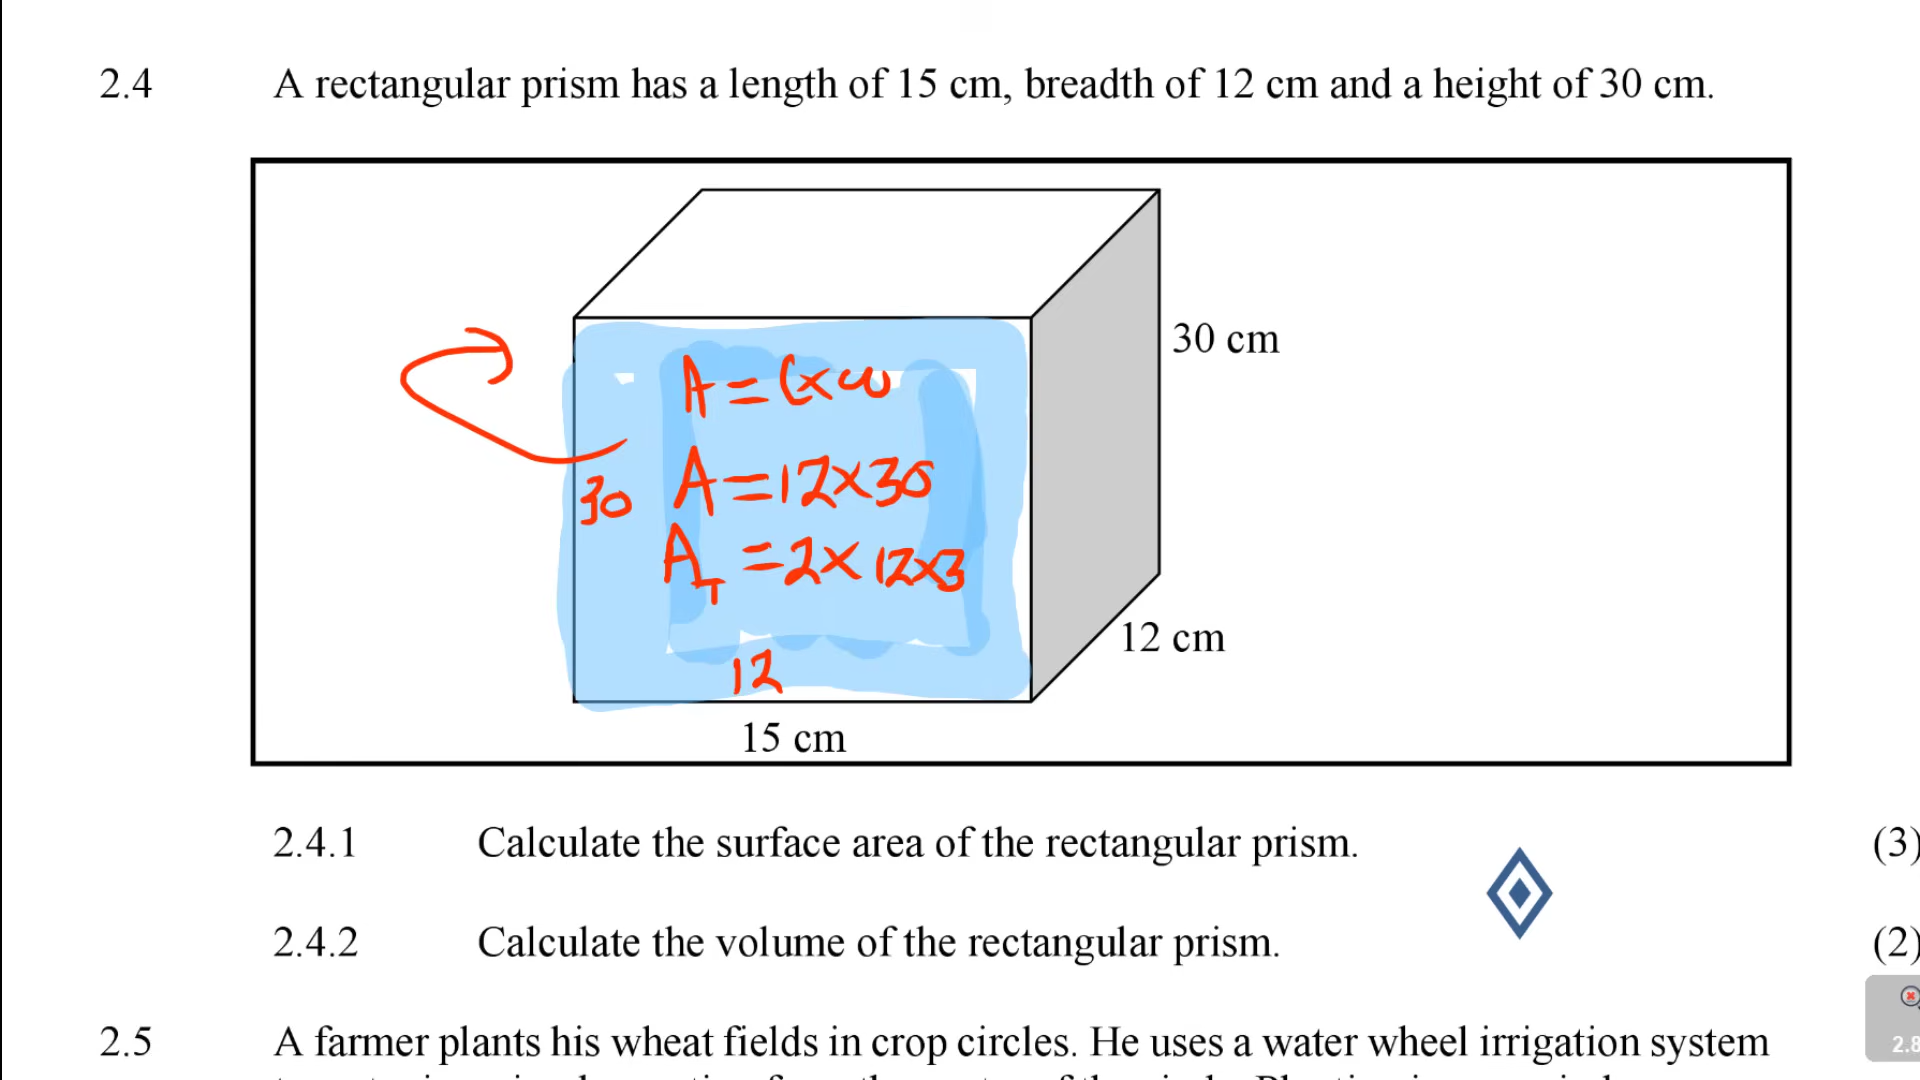 2.4 A rectangular prism has a length of 15 cm, breadth of 12 cm and a height of 30 cm.
30 cm
A = l x w
30 A = 12 x 30
A_T = 2 x 12 x 3
12 cm
12
15 cm
2.4.1 Calculate the surface area of the rectangular prism. (3)
2.4.2 Calculate the volume of the rectangular prism. (2)
2.5 A farmer plants his wheat fields in crop circles. He uses a water wheel irrigation system